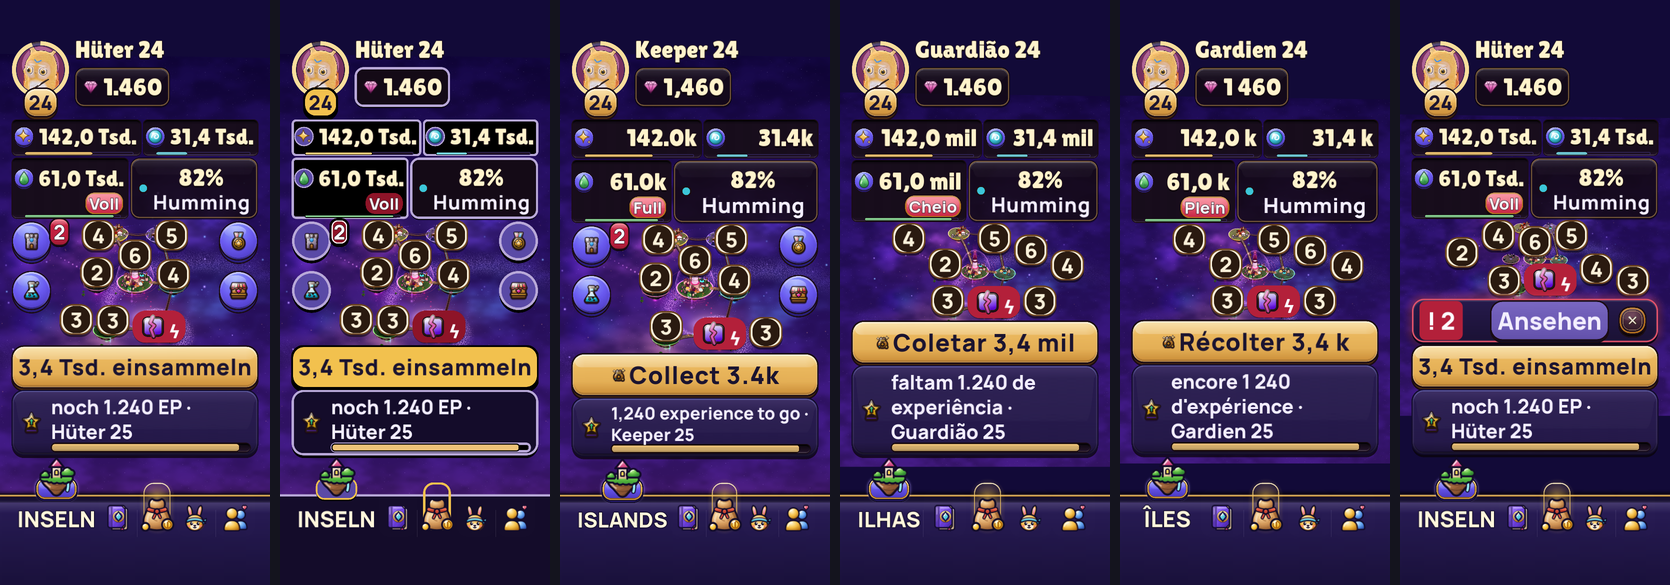 Hüter 24
24
1.460
142,0 Tsd.
31,4 Tsd.
61,0 Tsd.
Voll
82%
Humming
2
4
5
6
2
4
3
3
3,4 Tsd. einsammeln
noch 1.240 EP ·
Hüter 25
INSELN
Hüter 24
24
1.460
142,0 Tsd.
31,4 Tsd.
61,0 Tsd.
Voll
82%
Humming
2
4
5
6
2
4
3
3
3,4 Tsd. einsammeln
noch 1.240 EP ·
Hüter 25
INSELN
Keeper 24
24
1,460
142.0k
31.4k
61.0k
Full
82%
Humming
2
4
5
6
2
4
3
3
Collect 3.4k
1,240 experience to go ·
Keeper 25
ISLANDS
Guardião 24
24
1.460
142,0 mil
31,4 mil
61,0 mil
Cheio
82%
Humming
4
5
6
2
4
3
3
Coletar 3,4 mil
faltam 1.240 de
experiência ·
Guardião 25
ILHAS
Gardien 24
24
1 460
142,0 k
31,4 k
61,0 k
Plein
82%
Humming
4
5
6
2
4
3
3
Récolter 3,4 k
encore 1 240
d'expérience ·
Gardien 25
ÎLES
Hüter 24
24
1.460
142,0 Tsd.
31,4 Tsd.
61,0 Tsd.
Voll
82%
Humming
4
6
5
2
4
3
3
! 2
Ansehen
×
3,4 Tsd. einsammeln
noch 1.240 EP ·
Hüter 25
INSELN